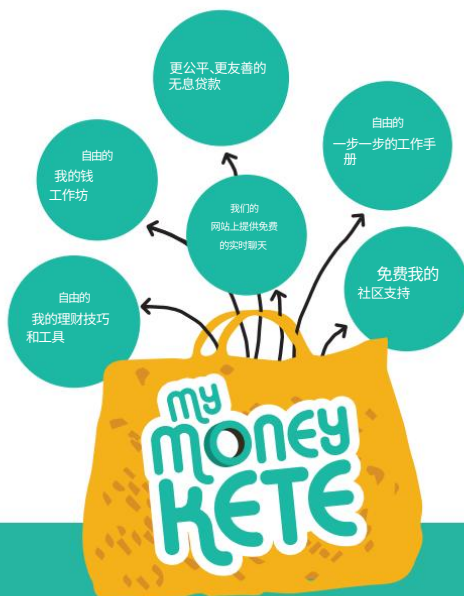 更公平、更友善的
无息贷款
自由的
一步一步的工作手
册
自由的
我的钱
工作坊
我们的
网站上提供免费
的实时聊天
免费我的
社区支持
自由的
我的理财技巧
和工具
my
money
KETE